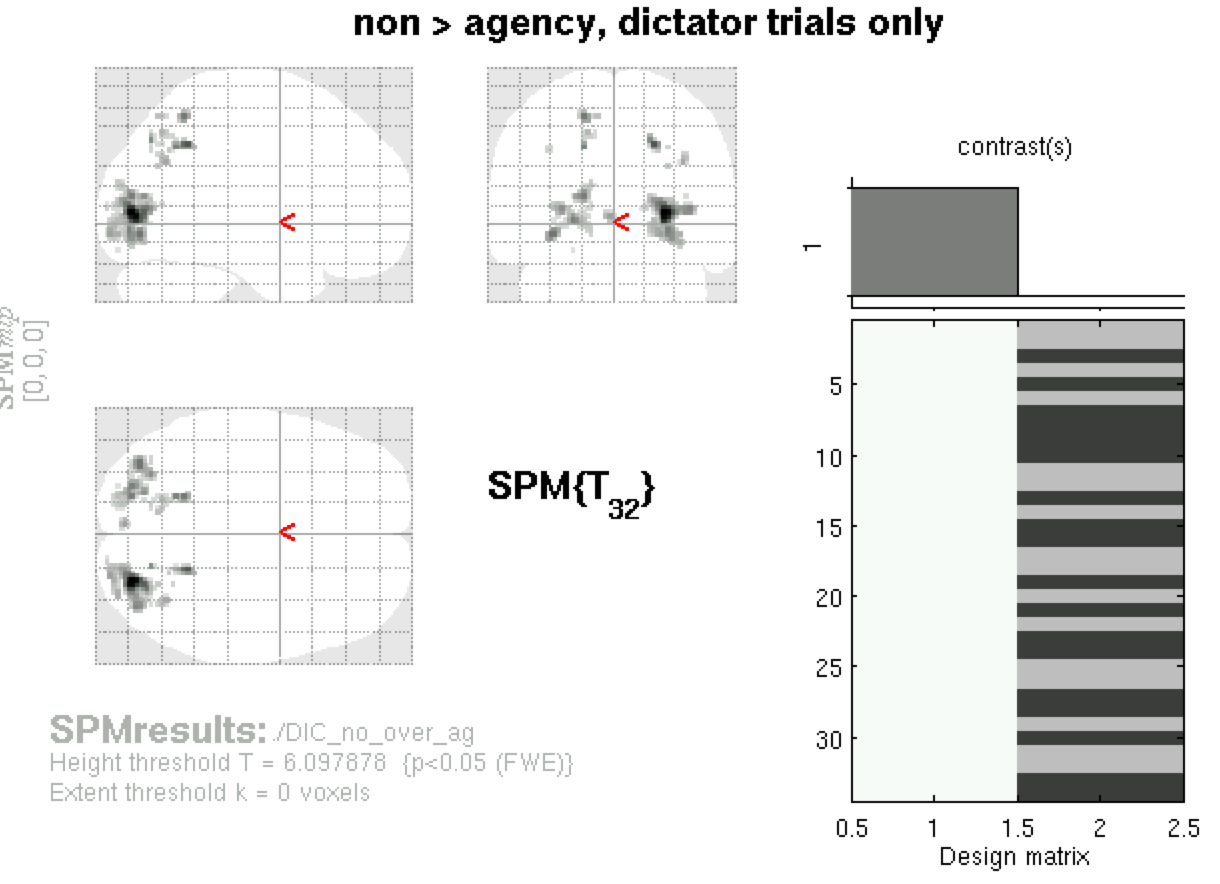 non > agency, dictator trials only
contrast(s)
1
SPMmip
[0, 0, 0]
<
<
<
SPM{T32}
5
10
15
20
25
30
0.5 1 1.5 2 2.5
Design matrix
SPMresults: ./DIC_no_over_ag
Height threshold T = 6.097878 {p<0.05 (FWE)}
Extent threshold k = 0 voxels